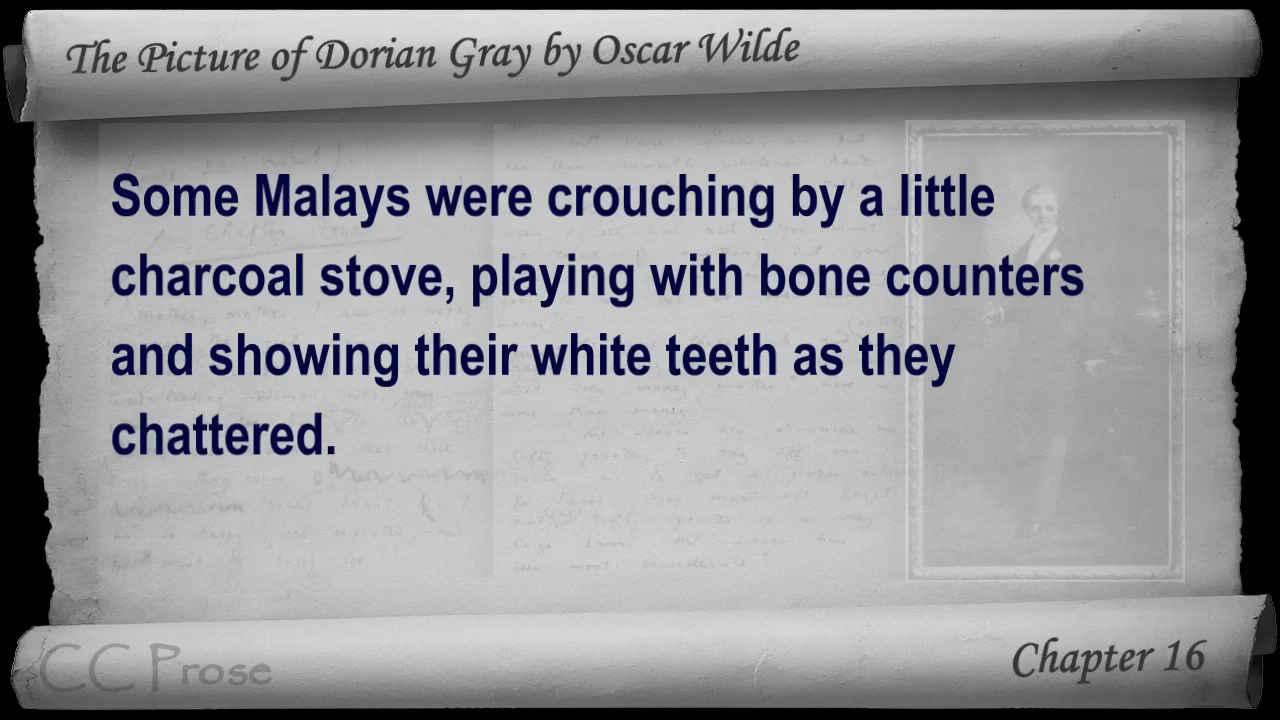 The Picture of Dorian Gray by Oscar Wilde
Some Malays were crouching by a little
charcoal stove, playing with bone counters
and showing their white teeth as they
chattered.
CC Prose
Chapter 16